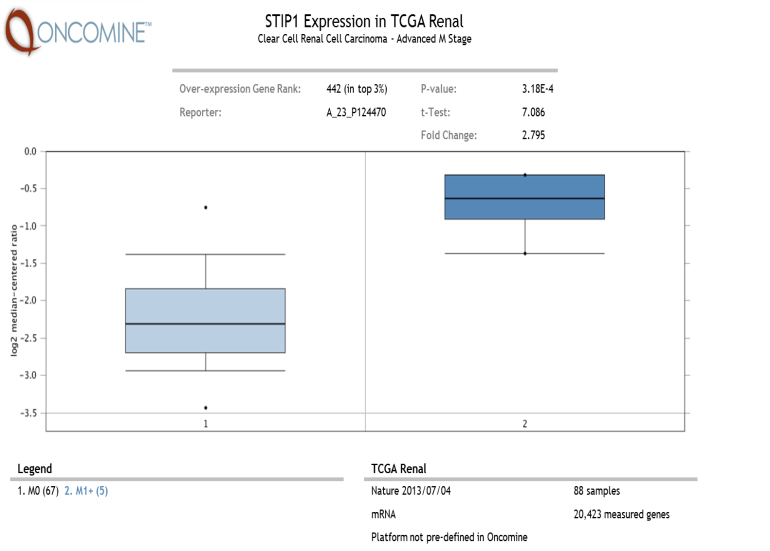 ONCOMINE™
STIP1 Expression in TCGA Renal
Clear Cell Renal Cell Carcinoma - Advanced M Stage
Over-expression Gene Rank: 442 (in top 3%) P-value: 3.18E-4
Reporter: A_23_P124470 t-Test: 7.086
Fold Change: 2.795
log2 median-centered ratio
0.0
-0.5
-1.0
-1.5
-2.0
-2.5
-3.0
-3.5
1 2
Legend
1. M0 (67) 2. M1+ (5)
TCGA Renal
Nature 2013/07/04 88 samples
mRNA 20,423 measured genes
Platform not pre-defined in Oncomine